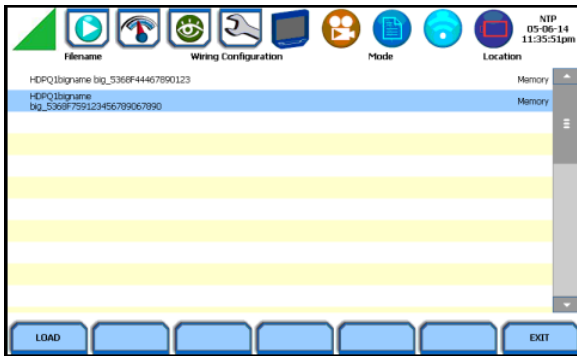 NTP
05-06-14
11:35:51pm
Filename Wiring Configuration Mode Location
HDPQ1bigname big_5368F44467890123 Memory
HDPQ1bigname
big_5368F759123456789067890 Memory
LOAD EXIT